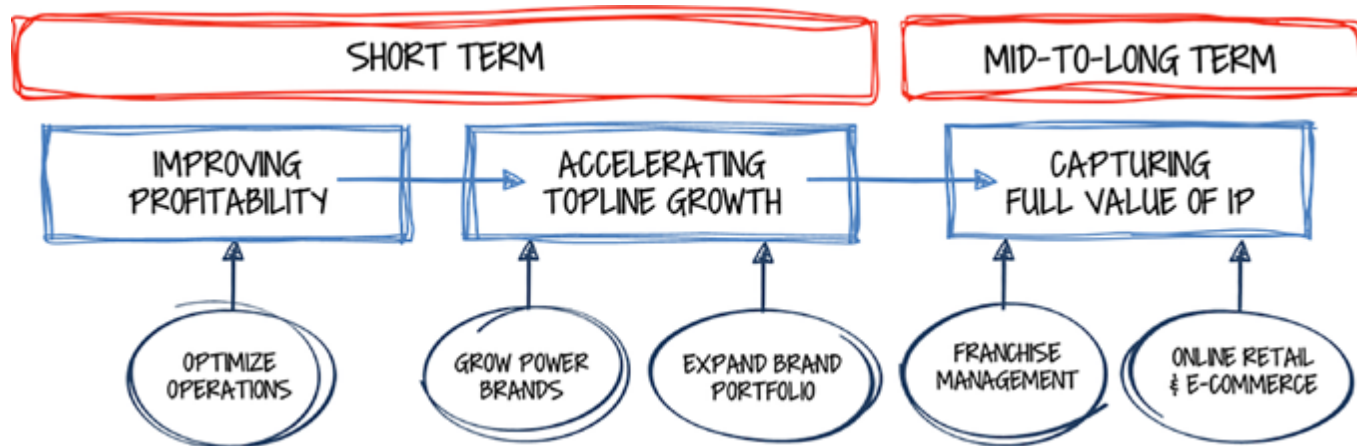 SHORT TERM
MID-TO-LONG TERM
IMPROVING
PROFITABILITY
ACCELERATING
TOPLINE GROWTH
CAPTURING
FULL VALUE OF IP
OPTIMIZE
OPERATIONS
GROW POWER
BRANDS
EXPAND BRAND
PORTFOLIO
FRANCHISE
MANAGEMENT
ONLINE RETAIL
& E-COMMERCE